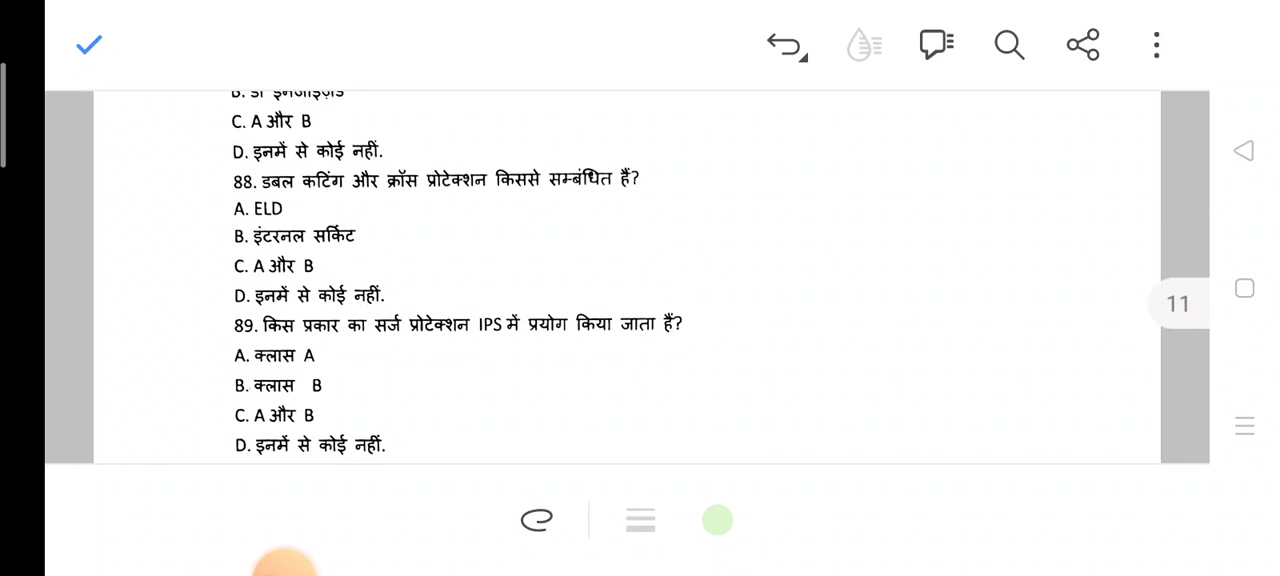 C. A और B
D. इनमें से कोई नहीं.
88. डबल कटिंग और क्रॉस प्रोटेक्शन किससे सम्बंधित हैं?
A. ELD
B. इंटरनल सर्किट
C. A और B
D. इनमें से कोई नहीं.
89. किस प्रकार का सर्ज प्रोटेक्शन IPS में प्रयोग किया जाता हैं?
A. क्लास A
B. क्लास B
C. A और B
D. इनमें से कोई नहीं.
11